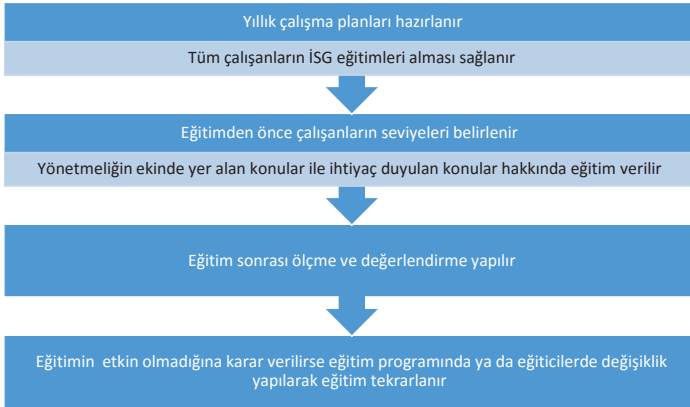 Yıllık çalışma planları hazırlanır
Tüm çalışanların İSG eğitimleri alması sağlanır
Eğitimden önce çalışanların seviyeleri belirlenir
Yönetmeliğin ekinde yer alan konular ile ihtiyaç duyulan konular hakkında eğitim verilir
Eğitim sonrası ölçme ve değerlendirme yapılır
Eğitimin etkin olmadığına karar verilirse eğitim programında ya da eğiticilerde değişiklik
yapılarak eğitim tekrarlanır